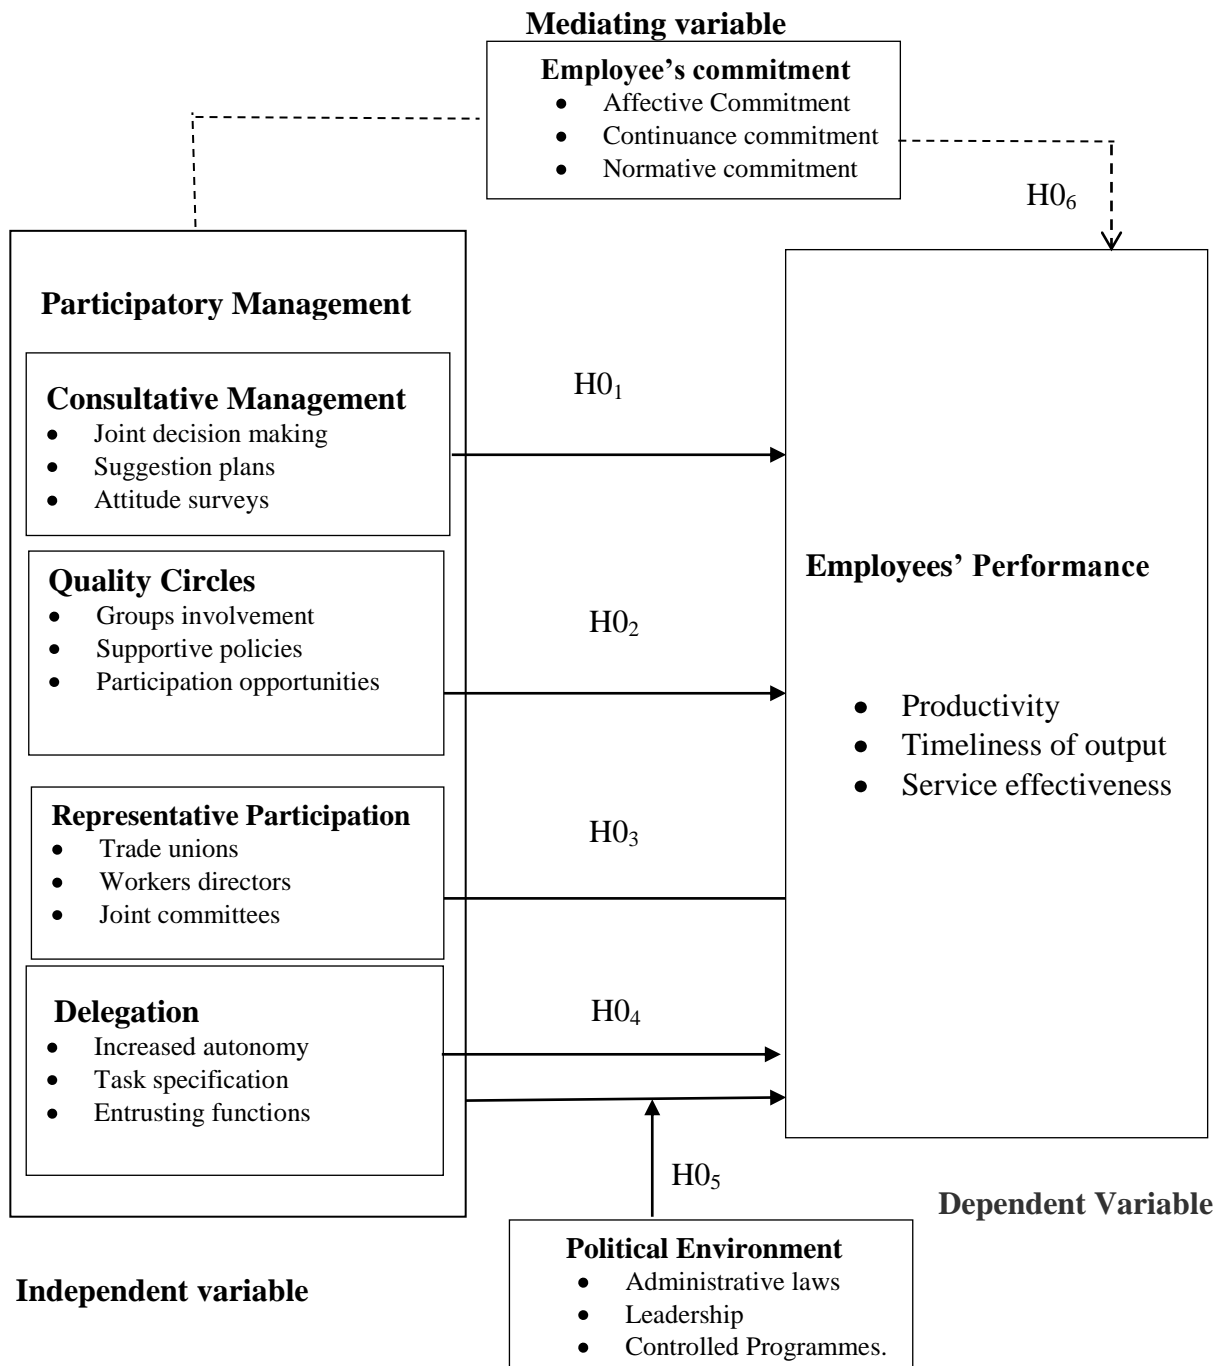 Mediating variable
Employee’s commitment
● Affective Commitment
● Continuance commitment
● Normative commitment
H0₆
Participatory Management
Consultative Management
● Joint decision making
● Suggestion plans
● Attitude surveys
H0₁
Quality Circles
● Groups involvement
● Supportive policies
● Participation opportunities
H0₂
Representative Participation
● Trade unions
● Workers directors
● Joint committees
H0₃
Delegation
● Increased autonomy
● Task specification
● Entrusting functions
H0₄
Employees’ Performance
● Productivity
● Timeliness of output
● Service effectiveness
H0₅
Dependent Variable
Independent variable
Political Environment
● Administrative laws
● Leadership
● Controlled Programmes.